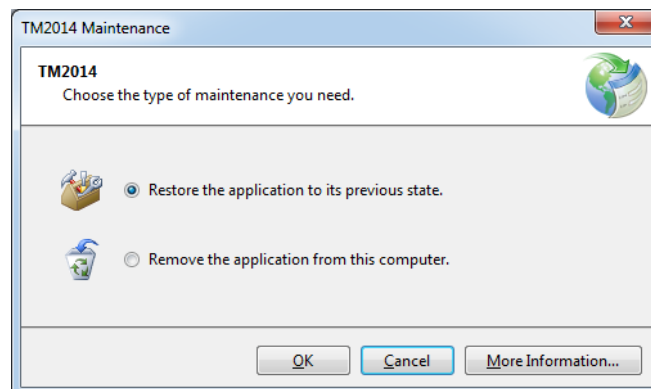 TM2014 Maintenance
TM2014
Choose the type of maintenance you need.
Restore the application to its previous state.
Remove the application from this computer.
OK
Cancel
More Information...